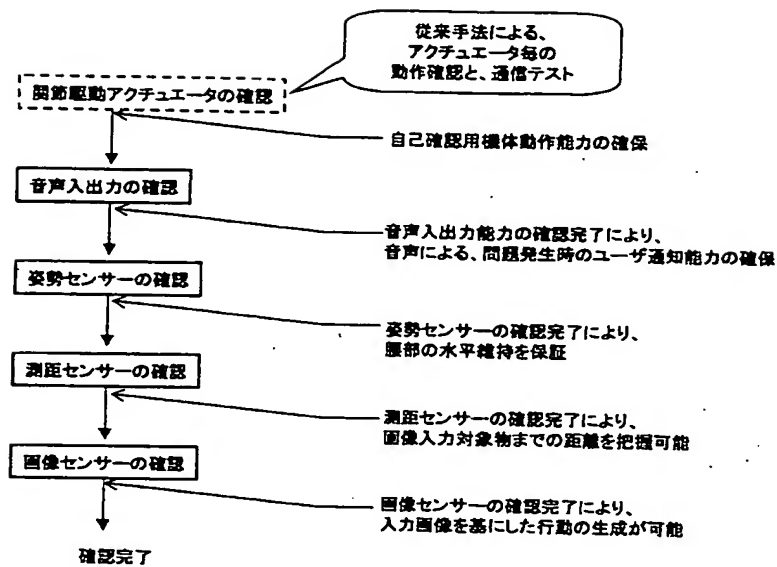 従来手法による、
アクチュエータ毎の
動作確認と、通信テスト
関節駆動アクチュエータの確認
自己確認用機体動作能力の確保
音声入出力の確認
音声入出力能力の確認完了により、
音声による、問題発生時のユーザ通知能力の確保
姿勢センサーの確認
姿勢センサーの確認完了により、
腰部の水平維持を保証
測距センサーの確認
測距センサーの確認完了により、
画像入力対象物までの距離を把握可能
画像センサーの確認
画像センサーの確認完了により、
入力画像を基にした行動の生成が可能
確認完了